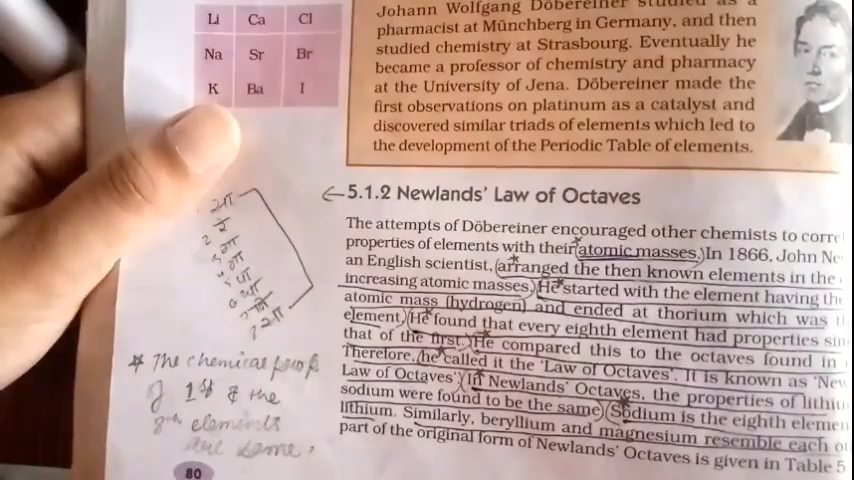 Li Ca Cl
Na Sr Br
K Ba I
Johann Wolfgang Döbereiner studied as a
pharmacist at Münchberg in Germany, and then
studied chemistry at Strasbourg. Eventually he
became a professor of chemistry and pharmacy
at the University of Jena. Döbereiner made the
first observations on platinum as a catalyst and
discovered similar triads of elements which led to
the development of the Periodic Table of elements.
5.1.2 Newlands' Law of Octaves
The attempts of Döbereiner encouraged other chemists to
properties of elements with their atomic masses. In 1866, John
an English scientist, arranged the then known elements in the
increasing atomic masses. He started with the element having the
atomic mass (hydrogen) and ended at thorium which was
element. He found that every eighth element had properties
that of the first. He compared this to the octaves found in
Therefore, he called it the 'Law of Octaves'. It is known as
Law of Octaves'. In Newlands' Octaves, the properties of
sodium were found to be the same. Sodium is the eighth
lithium. Similarly, beryllium and magnesium resemble each
part of the original form of Newlands' Octaves is given in Table 5
The chemical
of 1st & the
8th elements
are same.
80